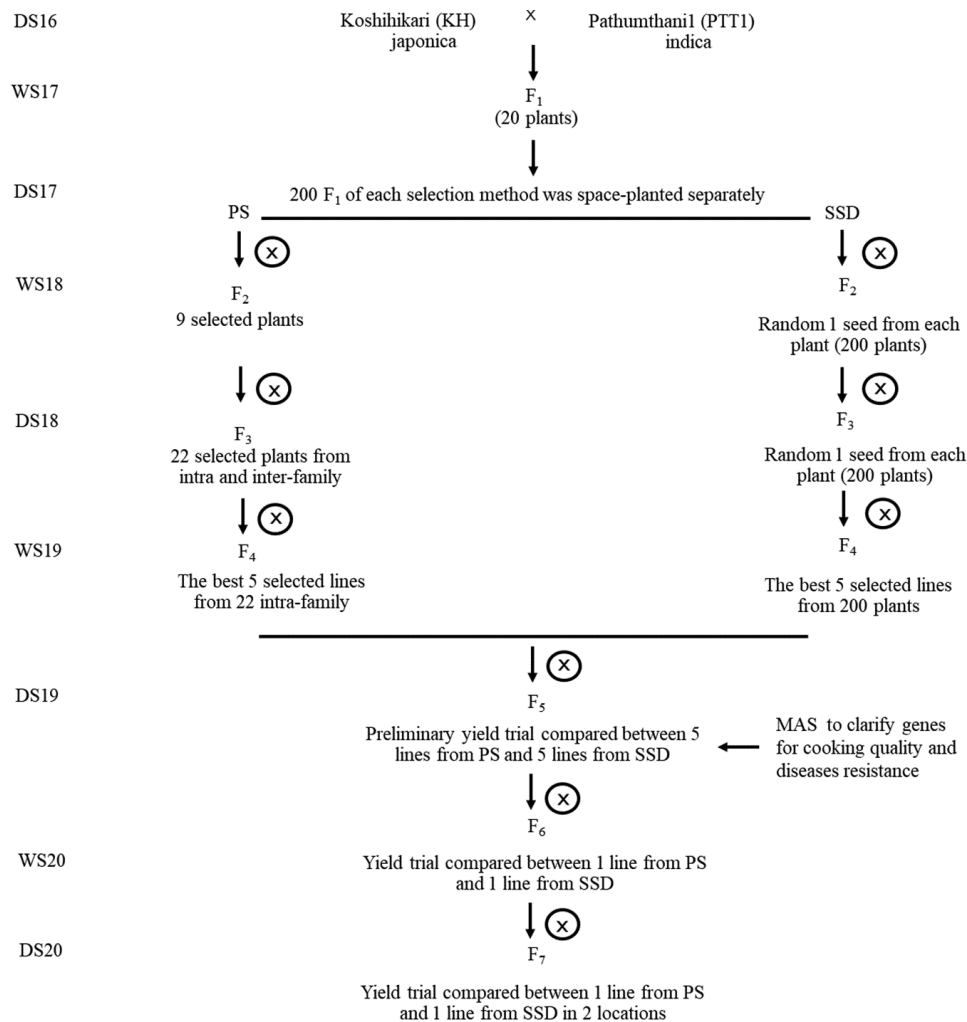 DS16
Koshihikari (KH)
japonica
x
Pathumthani1 (PTT1)
indica
WS17
F1
(20 plants)
DS17
200 F1 of each selection method was space-planted separately
PS
SSD
x
x
WS18
F2
9 selected plants
F2
Random 1 seed from each
plant (200 plants)
x
x
DS18
F3
22 selected plants from
intra and inter-family
F3
Random 1 seed from each
plant (200 plants)
x
x
WS19
F4
The best 5 selected lines
from 22 intra-family
F4
The best 5 selected lines
from 200 plants
x
DS19
F5
Preliminary yield trial compared between 5
lines from PS and 5 lines from SSD
MAS to clarify genes
for cooking quality and
diseases resistance
x
F6
WS20
Yield trial compared between 1 line from PS
and 1 line from SSD
x
DS20
F7
Yield trial compared between 1 line from PS
and 1 line from SSD in 2 locations